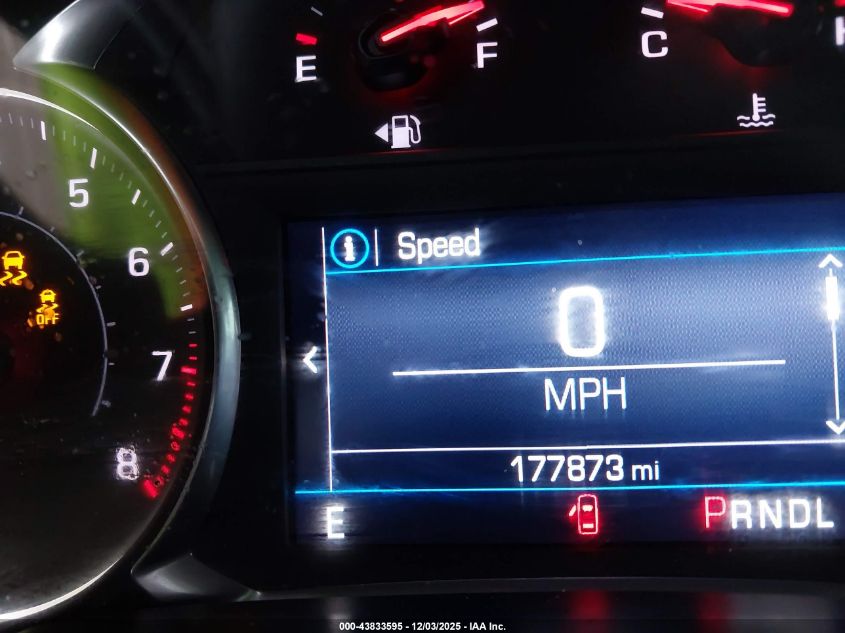 E
F
C
5
6
7
8
OFF
Speed
0
MPH
177873 mi
E
PRNDL
000-43833595 - 12/03/2025 - IAA Inc.